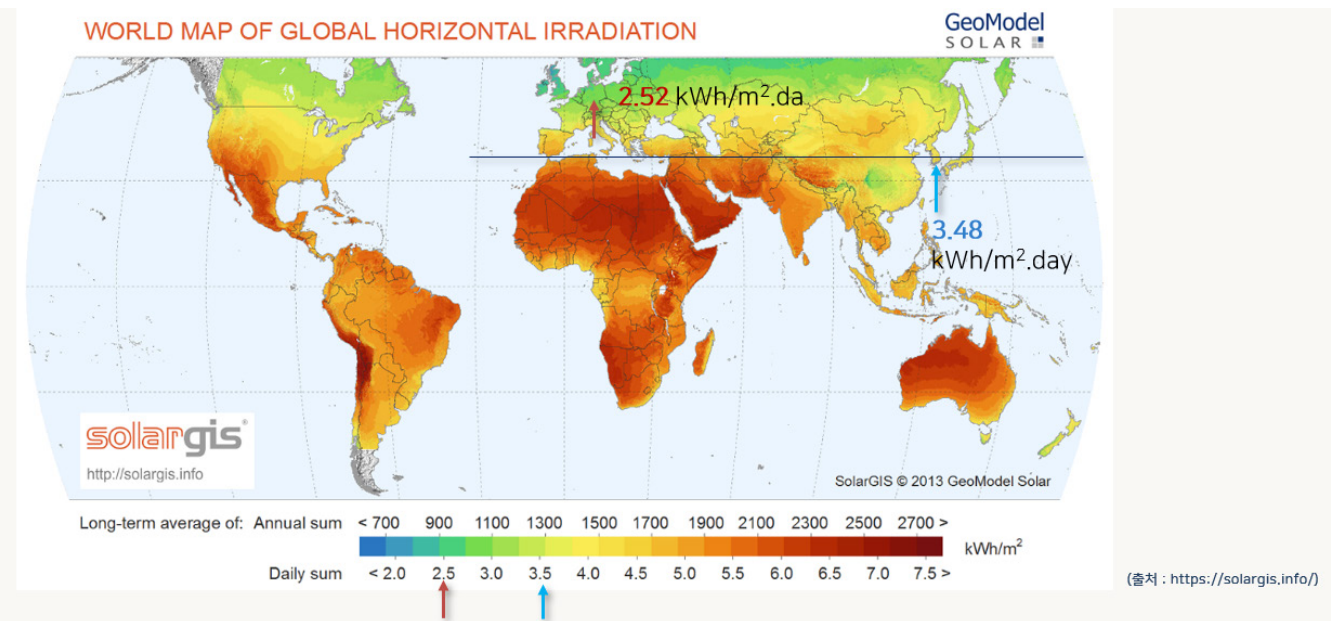 WORLD MAP OF GLOBAL HORIZONTAL IRRADIATION
GeoModel
SOLAR
2.52 kWh/m².da
3.48
kWh/m².day
solargis
http://solargis.info
SolarGIS © 2013 GeoModel Solar
Long-term average of: Annual sum < 700 900 1100 1300 1500 1700 1900 2100 2300 2500 2700 >
kWh/m²
Daily sum < 2.0 2.5 3.0 3.5 4.0 4.5 5.0 5.5 6.0 6.5 7.0 7.5 >
(출처 : https://solargis.info/)